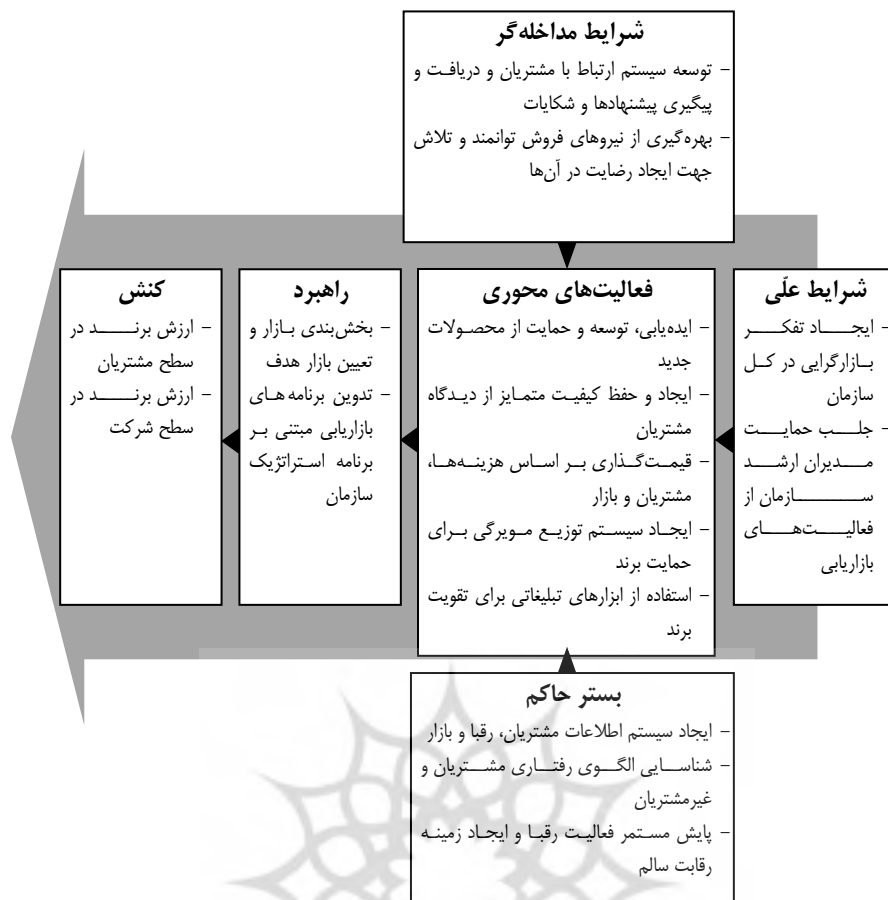 شرایط مداخله‌گر
- توسعه سیستم ارتباط با مشتریان و دریافت و
پیگیری پیشنهادها و شکایات
- بهره‌گیری از نیروهای فروش توانمند و تلاش
جهت ایجاد رضایت در آن‌ها
شرایط علّی
- ایجاد تفکر
بازارگرایی در کل
سازمان
- جلب حمایت
مدیران ارشد
سازمان از
فعالیت‌های
بازاریابی
فعالیت‌های محوری
- ایده‌یابی، توسعه و حمایت از محصولات
جدید
- ایجاد و حفظ کیفیت متمایز از دیدگاه
مشتریان
- قیمت‌گذاری بر اساس هزینه‌ها،
مشتریان و بازار
- ایجاد سیستم توزیع مویرگی برای
حمایت برند
- استفاده از ابزارهای تبلیغاتی برای تقویت
برند
راهبرد
- بخش‌بندی بازار و
تعیین بازار هدف
- تدوین برنامه‌های
بازاریابی مبتنی بر
برنامه استراتژیک
سازمان
کنش
- ارزش برند در
سطح مشتریان
- ارزش برند در
سطح شرکت
بستر حاکم
- ایجاد سیستم اطلاعات مشتریان، رقبا و بازار
- شناسایی الگوی رفتاری مشتریان و
غیرمشتریان
- پایش مستمر فعالیت رقبا و ایجاد زمینه
رقابت سالم